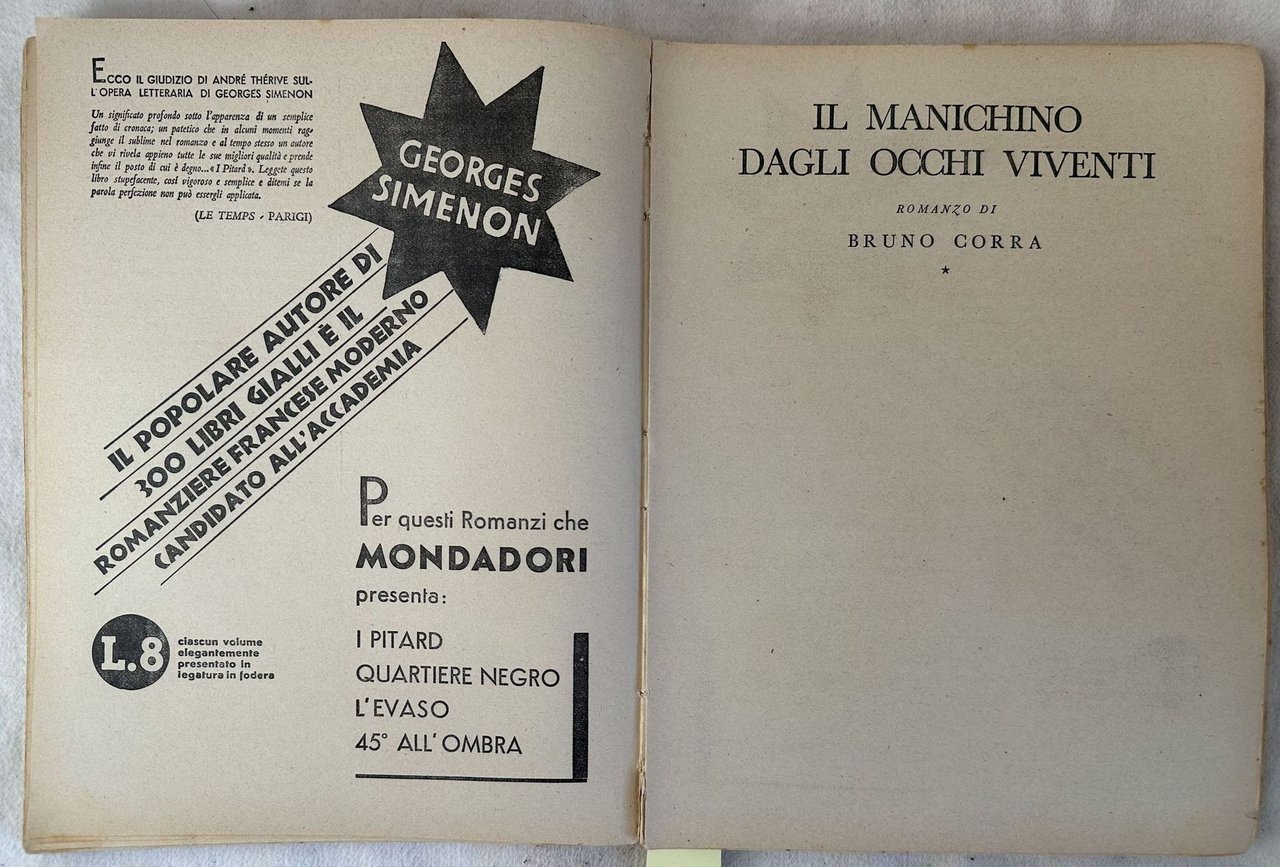 ECCO IL GIUDIZIO DI ANDRÉ THÉRIVE SUL-
L'OPERA LETTERARIA DI GEORGES SIMENON
Un significato profondo sotto l'apparenza di un semplice
fatto di cronaca; un patetico che in alcuni momenti rag-
giunge il sublime nel romanzo e al tempo stesso un autore
che vi rivela appieno tutte le sue migliori qualità e prende
infine il posto di cui è degno... «I Pitard». Leggete questo
libro stupefacente, così vigoroso e semplice e ditemi se la
parola perfezione non può essergli applicata.
(LE TEMPS - PARIGI)
GEORGES
SIMENON
IL POPOLARE AUTORE DI
300 LIBRI GIALLI È IL
ROMANZIERE FRANCESE MODERNO
CANDIDATO ALL'ACCADEMIA
Per questi Romanzi che
MONDADORI
presenta:
I PITARD
QUARTIERE NEGRO
L'EVASO
45° ALL'OMBRA
L.8
ciascun volume
elegantemente
presentato in
legatura in fodera
IL MANICHINO
DAGLI OCCHI VIVENTI
ROMANZO DI
BRUNO CORRA
★